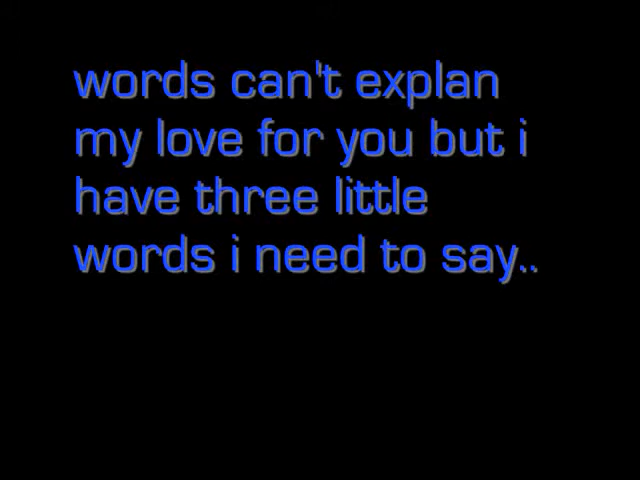 words can't explan
my love for you but i
have three little
words i need to say..